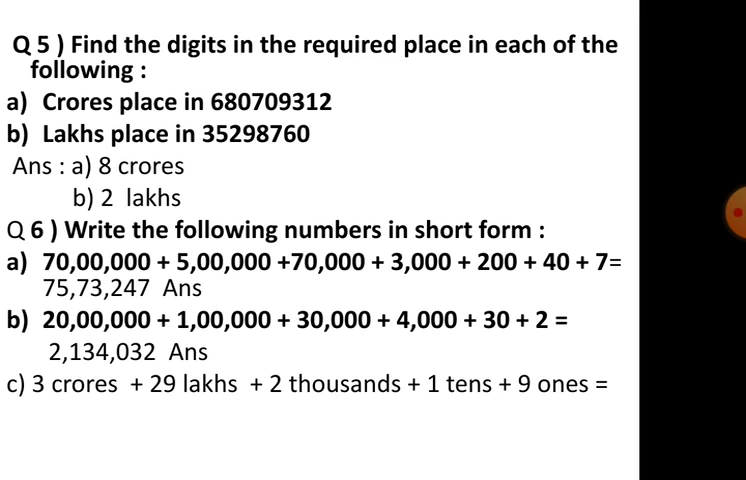 Q 5 ) Find the digits in the required place in each of the
following :
a) Crores place in 680709312
b) Lakhs place in 35298760
Ans : a) 8 crores
b) 2 lakhs
Q 6 ) Write the following numbers in short form :
a) 70,00,000 + 5,00,000 +70,000 + 3,000 + 200 + 40 + 7=
75,73,247 Ans
b) 20,00,000 + 1,00,000 + 30,000 + 4,000 + 30 + 2 =
2,134,032 Ans
c) 3 crores + 29 lakhs + 2 thousands + 1 tens + 9 ones =